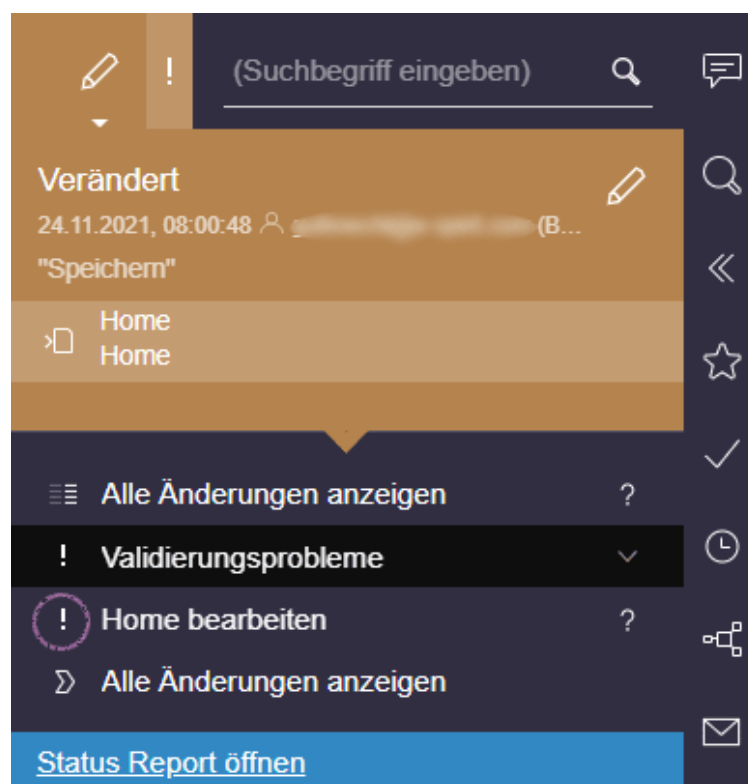 !
(Suchbegriff eingeben)
Verändert
24.11.2021, 08:00:48 (B...
"Speichern"
Home
Home
Alle Änderungen anzeigen ?
! Validierungsprobleme
! Home bearbeiten ?
Alle Änderungen anzeigen
Status Report öffnen